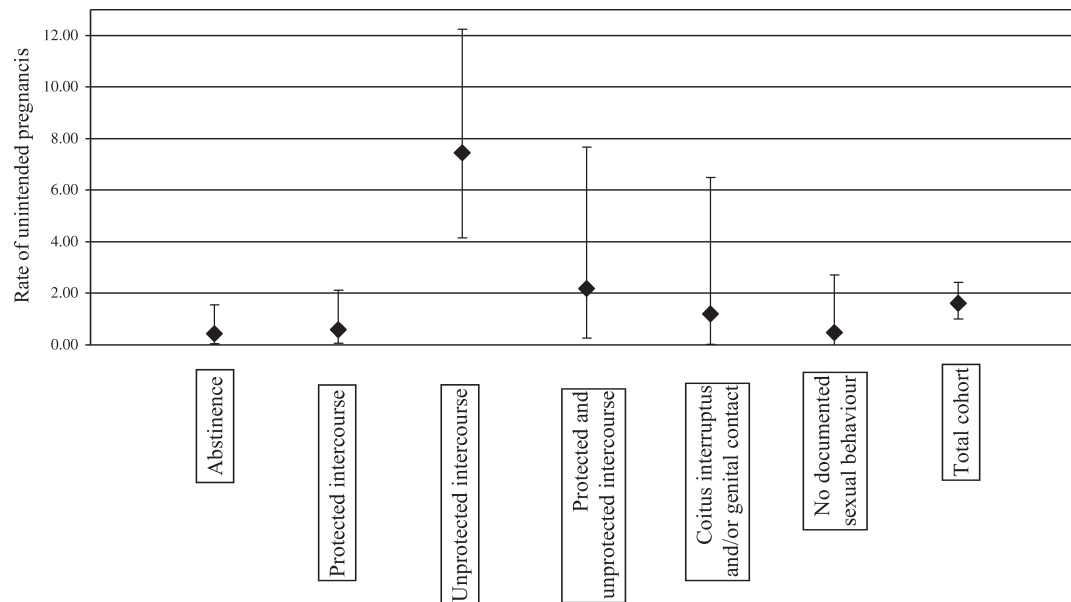 Rate of unintended pregnancis
12.00
10.00
8.00
6.00
4.00
2.00
0.00
Abstinence
Protected intercourse
Unprotected intercourse
Protected and
unprotected intercourse
Coitus interruptus
and/or genital contact
No documented
sexual behaviour
Total cohort